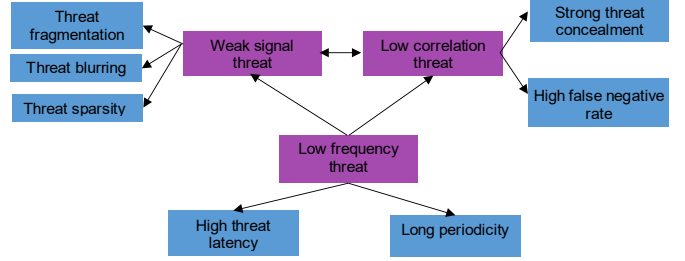 Threat
fragmentation
Threat blurring
Threat sparsity
Weak signal
threat
Low correlation
threat
Strong threat
concealment
High false negative
rate
Low frequency
threat
High threat
latency
Long periodicity